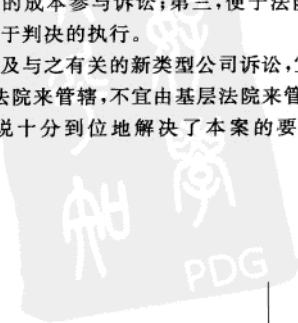 的成本参与诉讼；第三，便于法
于判决的执行。
及与之有关的新类型公司诉讼，
法院来管辖，不宜由基层法院来管
说十分到位地解决了本案的要
PDG